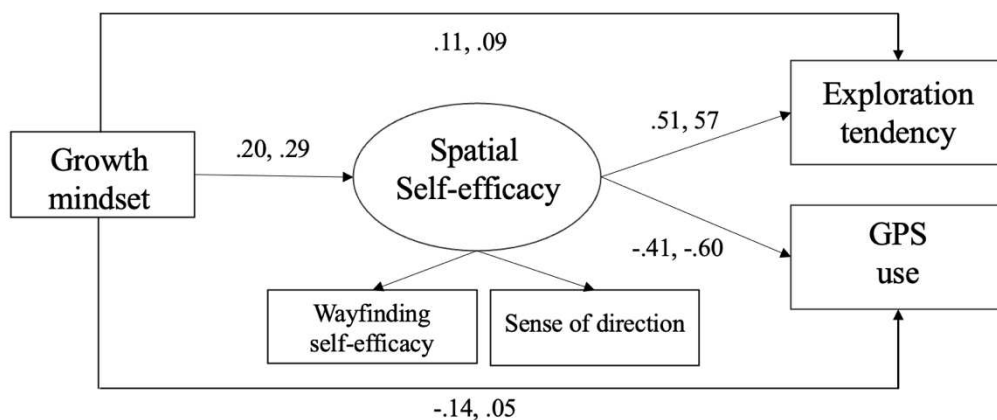 .11, .09
Exploration
tendency
.51, 57
.20, .29
Growth
mindset
Spatial
Self-efficacy
-.41, -.60
GPS
use
Wayfinding
self-efficacy
Sense of direction
-.14, .05